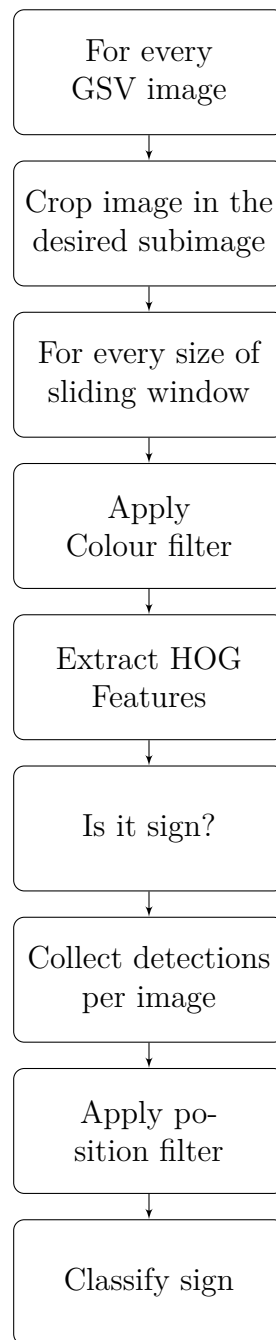 For every
GSV image
Crop image in the
desired subimage
For every size of
sliding window
Apply
Colour filter
Extract HOG
Features
Is it sign?
Collect detections
per image
Apply po-
sition filter
Classify sign